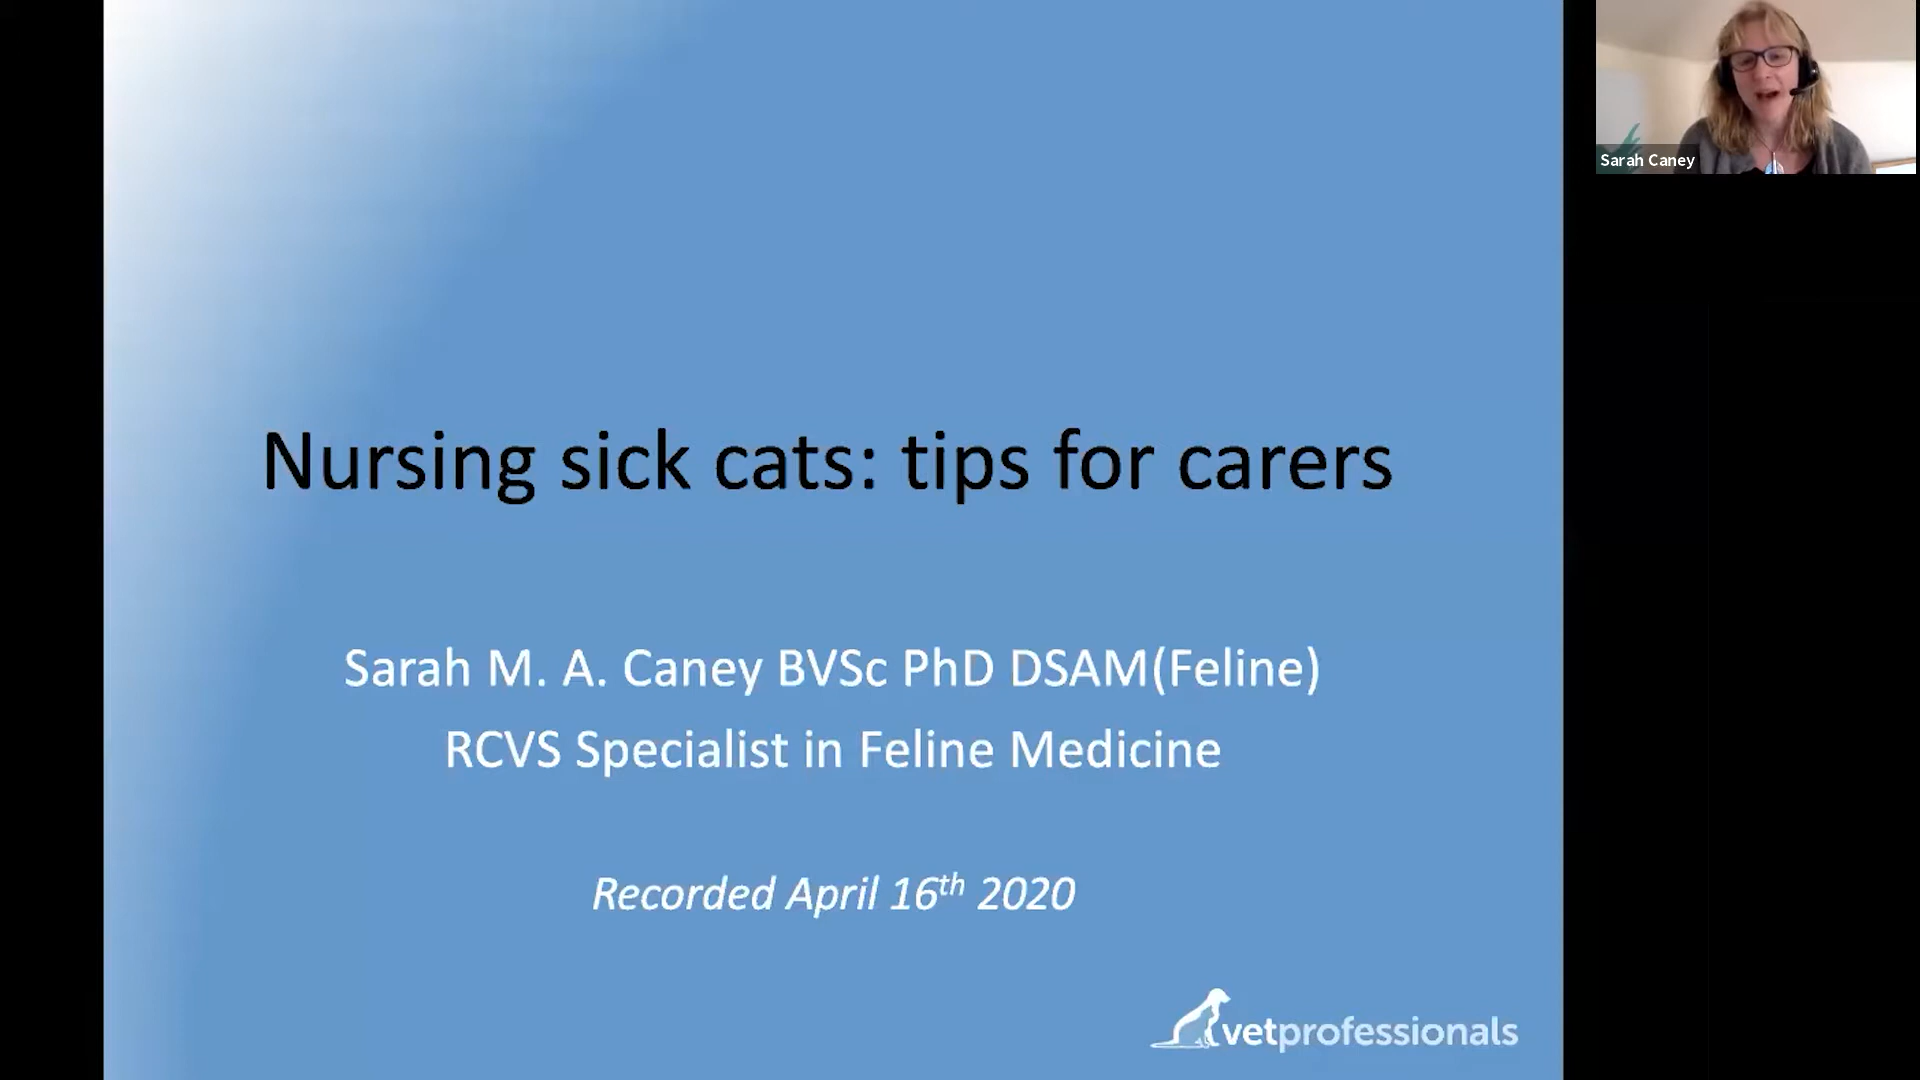 Nursing sick cats: tips for carers
Sarah M. A. Caney BVSc PhD DSAM(Feline)
RCVS Specialist in Feline Medicine
Recorded April 16th 2020
vetprofessionals
Sarah Caney